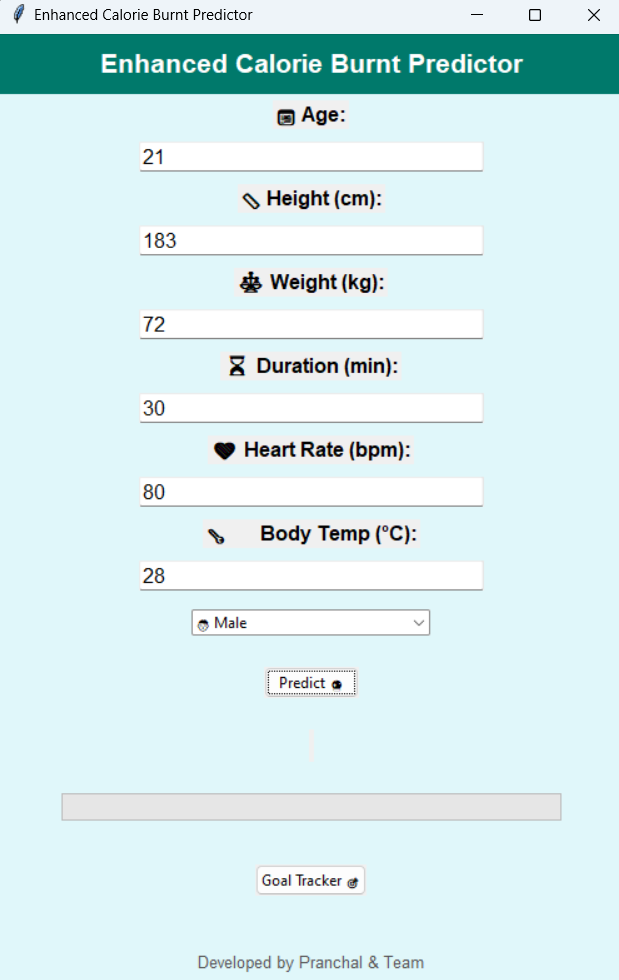 Enhanced Calorie Burnt Predictor
Enhanced Calorie Burnt Predictor
Age:
21
Height (cm):
183
Weight (kg):
72
Duration (min):
30
Heart Rate (bpm):
80
Body Temp (°C):
28
Male
Predict
Goal Tracker
Developed by Pranchal & Team